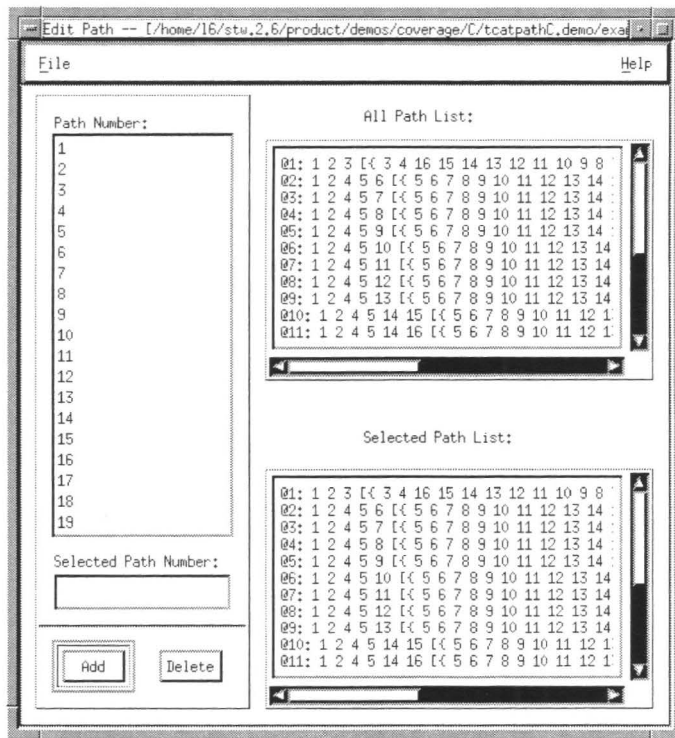 Edit Path -- [/home/16/stw.2.6/product/demos/coverage/C/tcatpathC.demo/exa
File Help
Path Number:
1
2
3
4
5
6
7
8
9
10
11
12
13
14
15
16
17
18
19
Selected Path Number:
Add Delete
All Path List:
@1: 1 2 3 [{ 3 4 16 15 14 13 12 11 10 9 8
@2: 1 2 4 5 6 [{ 5 6 7 8 9 10 11 12 13 14
@3: 1 2 4 5 7 [{ 5 6 7 8 9 10 11 12 13 14
@4: 1 2 4 5 8 [{ 5 6 7 8 9 10 11 12 13 14
@5: 1 2 4 5 9 [{ 5 6 7 8 9 10 11 12 13 14
@6: 1 2 4 5 10 [{ 5 6 7 8 9 10 11 12 13 14
@7: 1 2 4 5 11 [{ 5 6 7 8 9 10 11 12 13 14
@8: 1 2 4 5 12 [{ 5 6 7 8 9 10 11 12 13 14
@9: 1 2 4 5 13 [{ 5 6 7 8 9 10 11 12 13 14
@10: 1 2 4 5 14 15 [{ 5 6 7 8 9 10 11 12 1
@11: 1 2 4 5 14 16 [{ 5 6 7 8 9 10 11 12 1
Selected Path List:
@1: 1 2 3 [{ 3 4 16 15 14 13 12 11 10 9 8
@2: 1 2 4 5 6 [{ 5 6 7 8 9 10 11 12 13 14
@3: 1 2 4 5 7 [{ 5 6 7 8 9 10 11 12 13 14
@4: 1 2 4 5 8 [{ 5 6 7 8 9 10 11 12 13 14
@5: 1 2 4 5 9 [{ 5 6 7 8 9 10 11 12 13 14
@6: 1 2 4 5 10 [{ 5 6 7 8 9 10 11 12 13 14
@7: 1 2 4 5 11 [{ 5 6 7 8 9 10 11 12 13 14
@8: 1 2 4 5 12 [{ 5 6 7 8 9 10 11 12 13 14
@9: 1 2 4 5 13 [{ 5 6 7 8 9 10 11 12 13 14
@10: 1 2 4 5 14 15 [{ 5 6 7 8 9 10 11 12 1
@11: 1 2 4 5 14 16 [{ 5 6 7 8 9 10 11 12 1